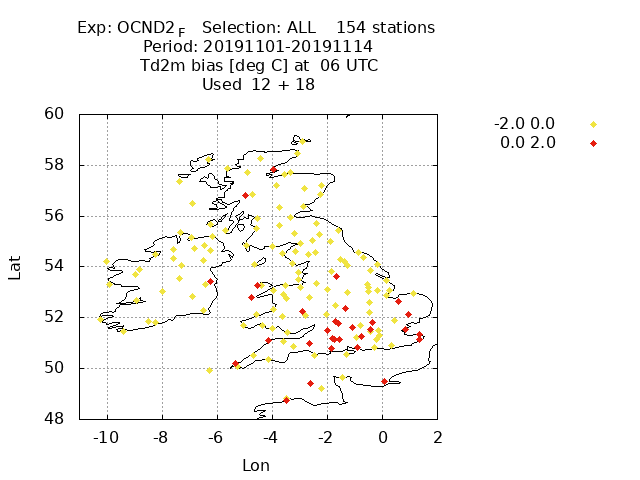 Exp: OCND2_F   Selection: ALL    154 stations
Period: 20191101-20191114
Td2m bias [deg C] at  06 UTC
Used  12 + 18
-2.0 0.0
0.0 2.0
60
58
56
54
52
50
48
Lat
-10 -8 -6 -4 -2 0 2
Lon